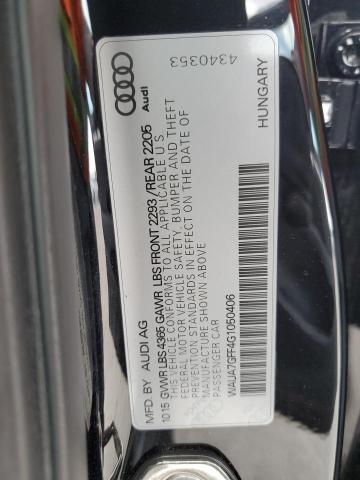 Audi
4340353
HUNGARY
MFD BY AUDI AG
10.15 GVWR LBS 4365 GAWR LBS FRONT 2293 / REAR 2205
THIS VEHICLE CONFORMS TO ALL APPLICABLE U S
FEDERAL MOTOR VEHICLE SAFETY, BUMPER AND THEFT
PREVENTION STANDARDS IN EFFECT ON THE DATE OF
MANUFACTURE SHOWN ABOVE
PASSENGER CAR
WAUA7GFF4G1050406